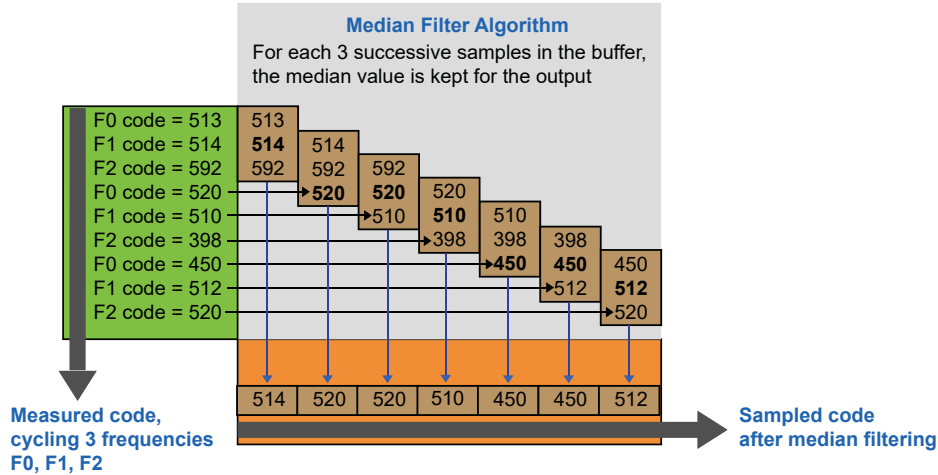 Median Filter Algorithm
For each 3 successive samples in the buffer,
the median value is kept for the output
F0 code = 513
F1 code = 514
F2 code = 592
F0 code = 520
F1 code = 510
F2 code = 398
F0 code = 450
F1 code = 512
F2 code = 520
513
514
592
514
592
520
592
520
510
520
510
398
510
398
450
398
450
512
450
512
520
514 520 520 510 450 450 512
Measured code,
cycling 3 frequencies
F0, F1, F2
Sampled code
after median filtering